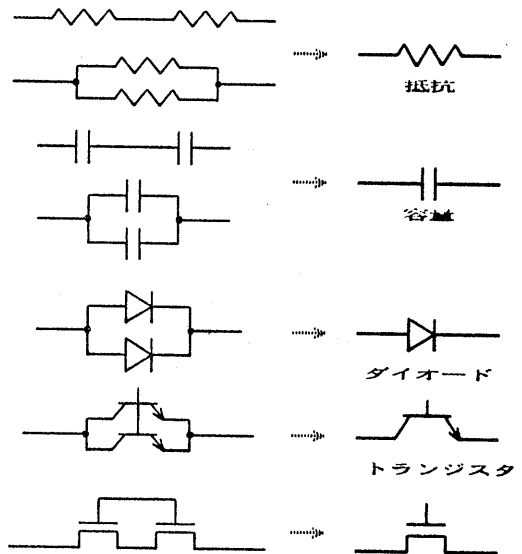 抵抗
容量
ダイオード
トランジスタ